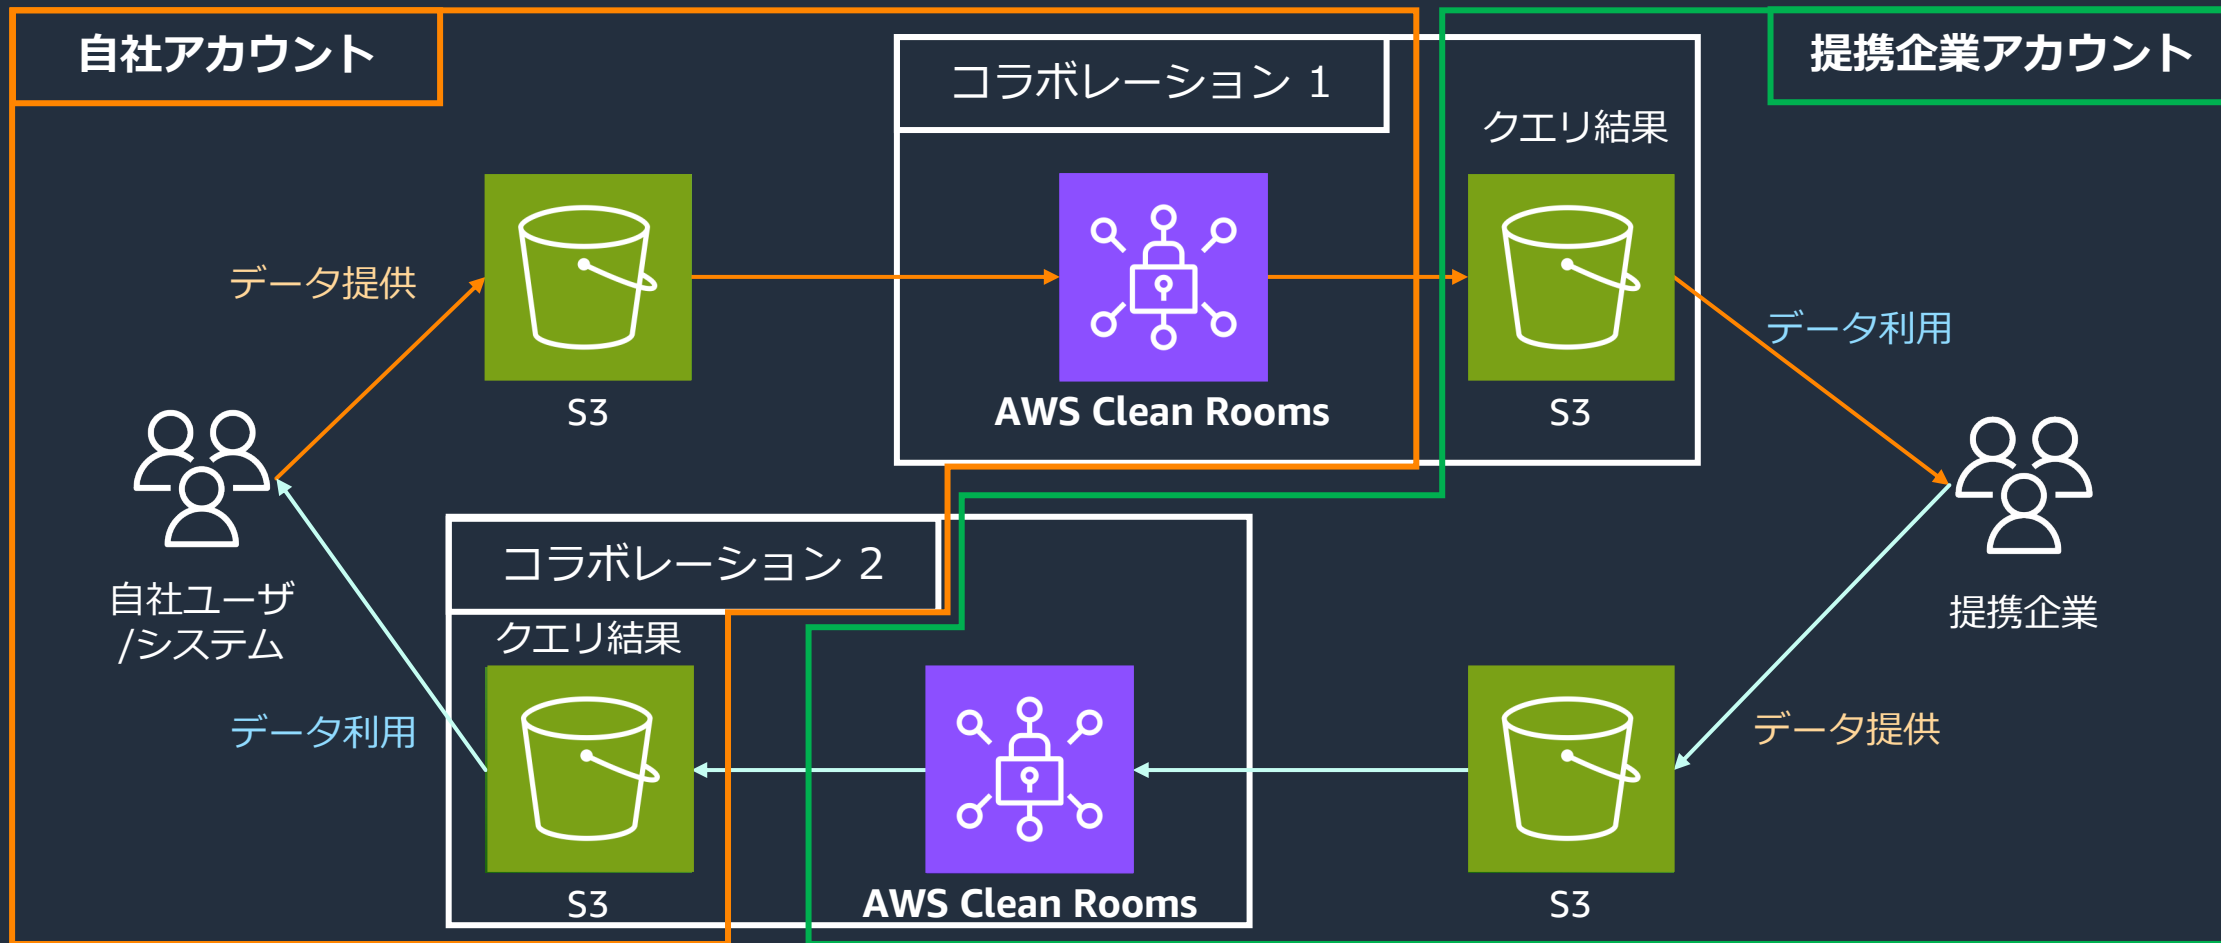 自社アカウント
提携企業アカウント
コラボレーション 1
クエリ結果
データ提供
データ利用
S3
AWS Clean Rooms
S3
コラボレーション 2
自社ユーザ
/システム
提携企業
クエリ結果
データ利用
データ提供
S3
AWS Clean Rooms
S3